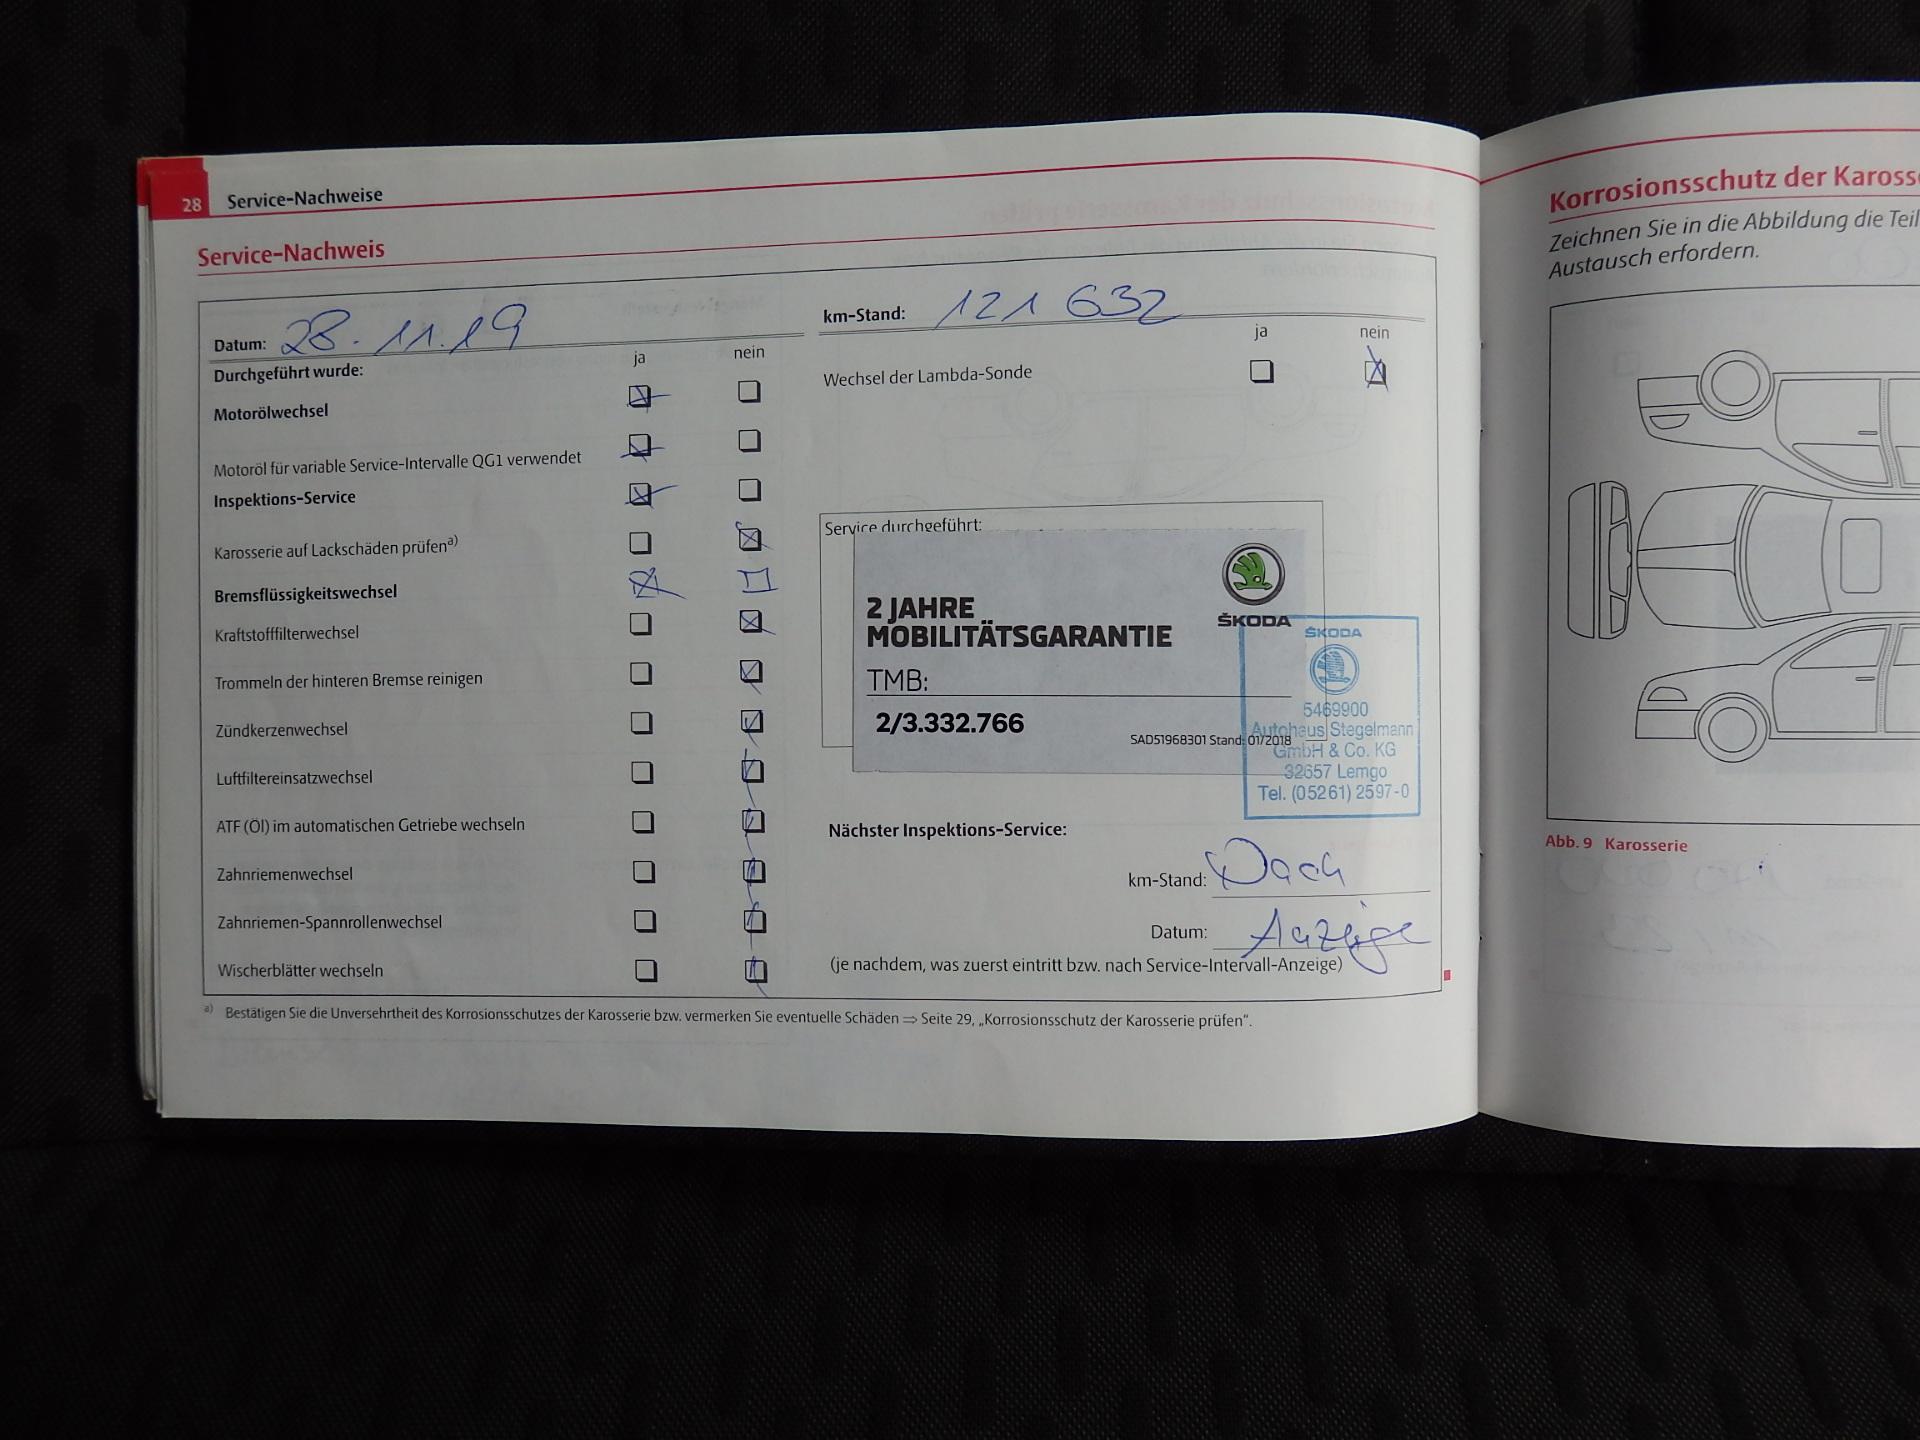 28 Service-Nachweise
Service-Nachweis
Datum: 28.11.19
km-Stand: 121 632
Durchgeführt wurde:
ja nein
ja nein
Motorölwechsel
Wechsel der Lambda-Sonde
Motoröl für variable Service-Intervalle QG1 verwendet
Inspektions-Service
Karosserie auf Lackschäden prüfen a)
Bremsflüssigkeitswechsel
Kraftstofffilterwechsel
Trommeln der hinteren Bremse reinigen
Zündkerzenwechsel
Luftfiltereinsatzwechsel
ATF (Öl) im automatischen Getriebe wechseln
Zahnriemenwechsel
Zahnriemen-Spannrollenwechsel
Wischerblätter wechseln
Service durchgeführt:
2 JAHRE
MOBILITÄTSGARANTIE
TMB:
2/3.332.766
SAD51968301 Stand: 01/2018
ŠKODA
ŠKODA
5469900
Autohaus Stegelmann
GmbH & Co. KG
32657 Lemgo
Tel. (05261) 2597-0
Nächster Inspektions-Service:
km-Stand: Nach
Datum: Anzeige
(je nachdem, was zuerst eintritt bzw. nach Service-Intervall-Anzeige)
a) Bestätigen Sie die Unversehrtheit des Korrosionsschutzes der Karosserie bzw. vermerken Sie eventuelle Schäden ⇒ Seite 29, „Korrosionsschutz der Karosserie prüfen“.
Korrosionsschutz der Karosse
Zeichnen Sie in die Abbildung die Teil
Austausch erfordern.
Abb. 9 Karosserie